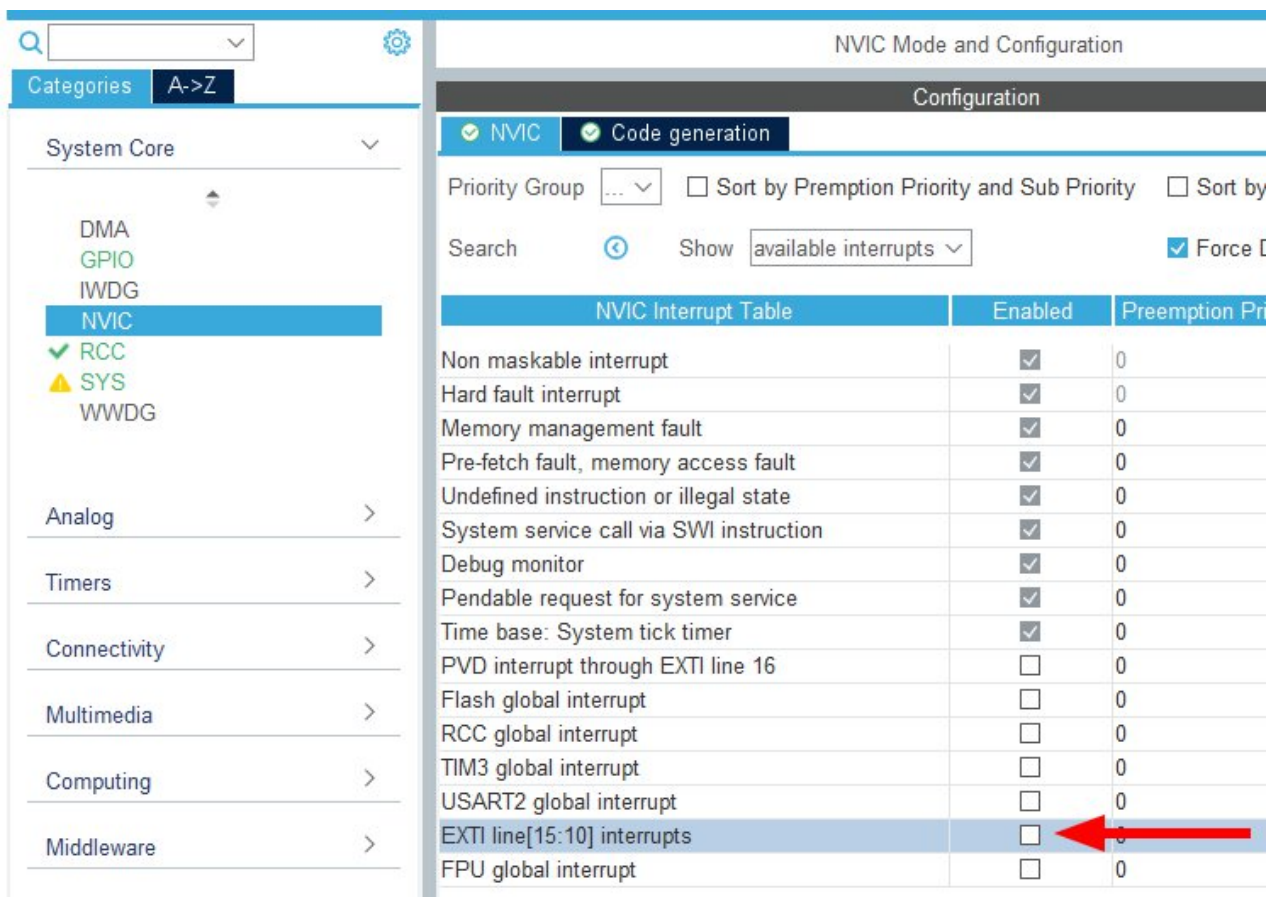 NVIC Mode and Configuration
Categories A->Z
Configuration
System Core
NVIC Code generation
Priority Group ... Sort by Premption Priority and Sub Priority Sort by
DMA
GPIO
IWDG
NVIC
RCC
SYS
WWDG
Search Show available interrupts Force D
NVIC Interrupt Table Enabled Preemption Pri
Non maskable interrupt 0
Hard fault interrupt 0
Memory management fault 0
Pre-fetch fault, memory access fault 0
Undefined instruction or illegal state 0
System service call via SWI instruction 0
Debug monitor 0
Pendable request for system service 0
Time base: System tick timer 0
PVD interrupt through EXTI line 16 0
Flash global interrupt 0
RCC global interrupt 0
TIM3 global interrupt 0
USART2 global interrupt 0
EXTI line[15:10] interrupts 0
FPU global interrupt 0
Analog
Timers
Connectivity
Multimedia
Computing
Middleware